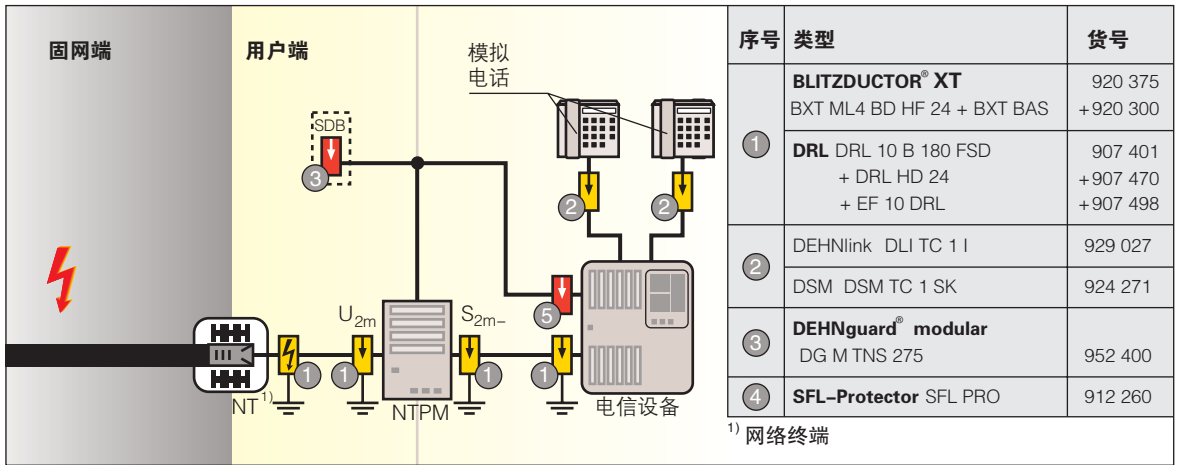 固网端
用户端
模拟
电话
SDB
3
2
2
5
U2m
S2m–
1
1
1
1
NT1)
NTPM
电信设备
序号 类型 货号
1
BLITZDUCTOR® XT 920 375
BXT ML4 BD HF 24 + BXT BAS +920 300
DRL DRL 10 B 180 FSD 907 401
+ DRL HD 24 +907 470
+ EF 10 DRL +907 498
2
DEHNlink DLI TC 1 I 929 027
DSM DSM TC 1 SK 924 271
3
DEHNguard® modular
DG M TNS 275 952 400
4
SFL–Protector SFL PRO 912 260
1) 网络终端